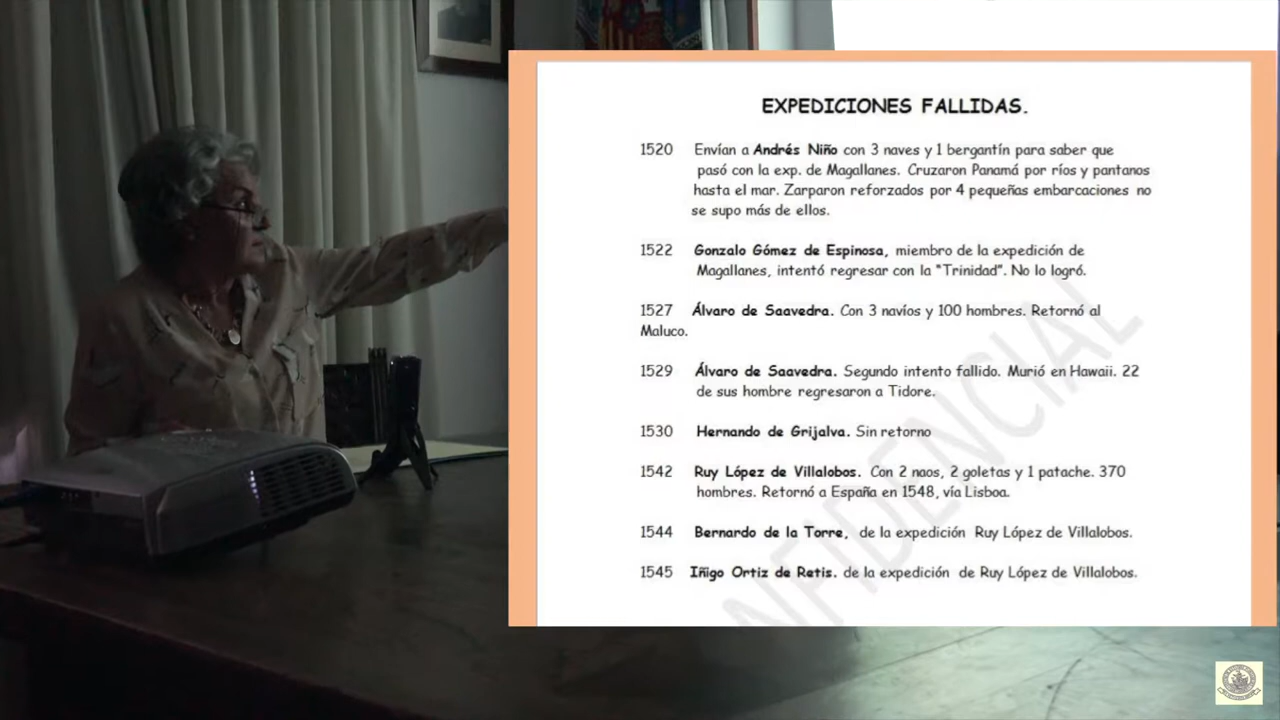 EXPEDICIONES FALLIDAS.
1520 Envían a Andrés Niño con 3 naves y 1 bergantín para saber que
pasó con la exp. de Magallanes. Cruzaron Panamá por ríos y pantanos
hasta el mar. Zarparon reforzados por 4 pequeñas embarcaciones no
se supo más de ellos.
1522 Gonzalo Gómez de Espinosa, miembro de la expedición de
Magallanes, intentó regresar con la "Trinidad". No lo logró.
1527 Álvaro de Saavedra. Con 3 navíos y 100 hombres. Retornó al
Maluco.
1529 Álvaro de Saavedra. Segundo intento fallido. Murió en Hawaii. 22
de sus hombre regresaron a Tidore.
1530 Hernando de Grijalva. Sin retorno
1542 Ruy López de Villalobos. Con 2 naos, 2 goletas y 1 patache. 370
hombres. Retornó a España en 1548, vía Lisboa.
1544 Bernardo de la Torre, de la expedición Ruy López de Villalobos.
1545 Iñigo Ortiz de Retis. de la expedición de Ruy López de Villalobos.
NFIDENCIAL